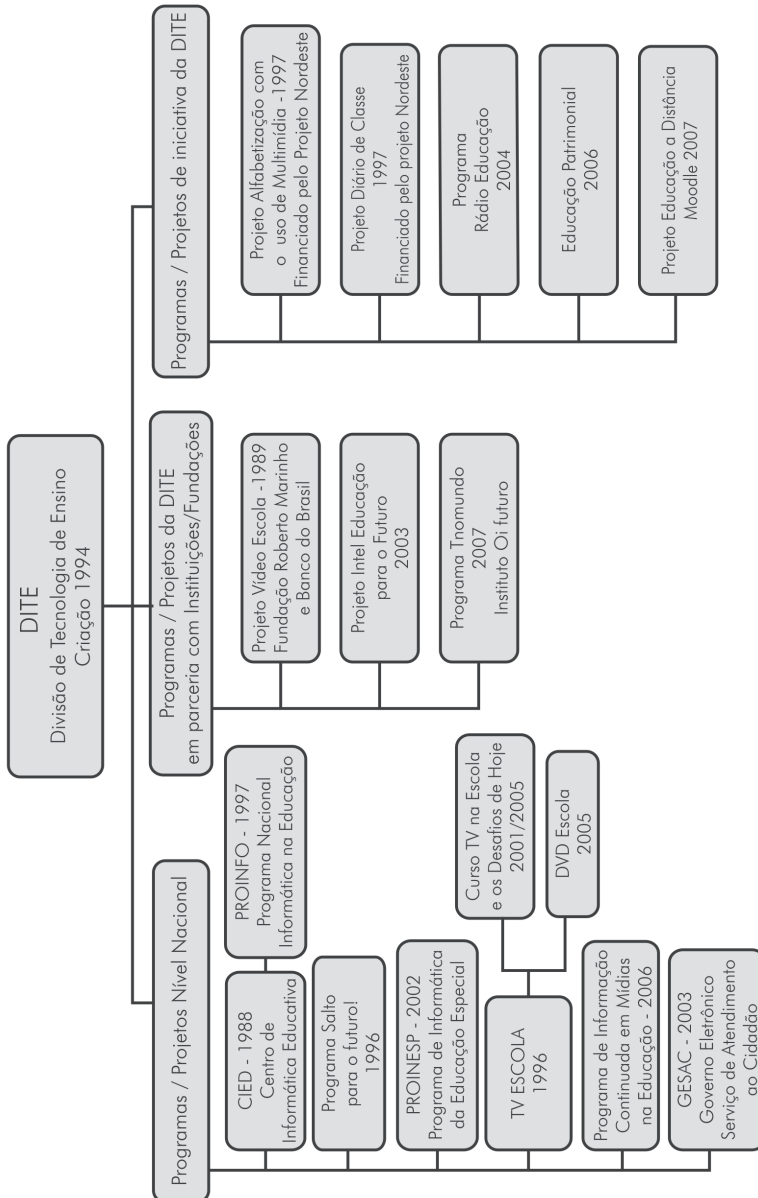 DITE
Divisão de Tecnologia de Ensino
Criação 1994
Programas / Projetos Nível Nacional
CIED - 1988
Centro de
Informática Educativa
PROINFO - 1997
Programa Nacional
Informática na Educação
Programa Salto
para o futuro!
1996
PROINESP - 2002
Programa de Informática
da Educação Especial
TV ESCOLA
1996
Curso TV na Escola
e os Desafios de Hoje
2001/2005
DVD Escola
2005
Programa de Informação
Continuada em Mídias
na Educação - 2006
GESAC - 2003
Governo Eletrônico
Serviço de Atendimento
ao Cidadão
Programas / Projetos da DITE
em parceria com Instituições/Fundações
Projeto Vídeo Escola -1989
Fundação Roberto Marinho
e Banco do Brasil
Projeto Intel Educação
para o Futuro
2003
Programa Tnomundo
2007
Instituto Oi futuro
Programas / Projetos de iniciativa da DITE
Projeto Alfabetização com
o uso de Multimídia -1997
Financiado pelo Projeto Nordeste
Projeto Diário de Classe
1997
Financiado pelo projeto Nordeste
Programa
Rádio Educação
2004
Educação Patrimonial
2006
Projeto Educação a Distância
Moodle 2007